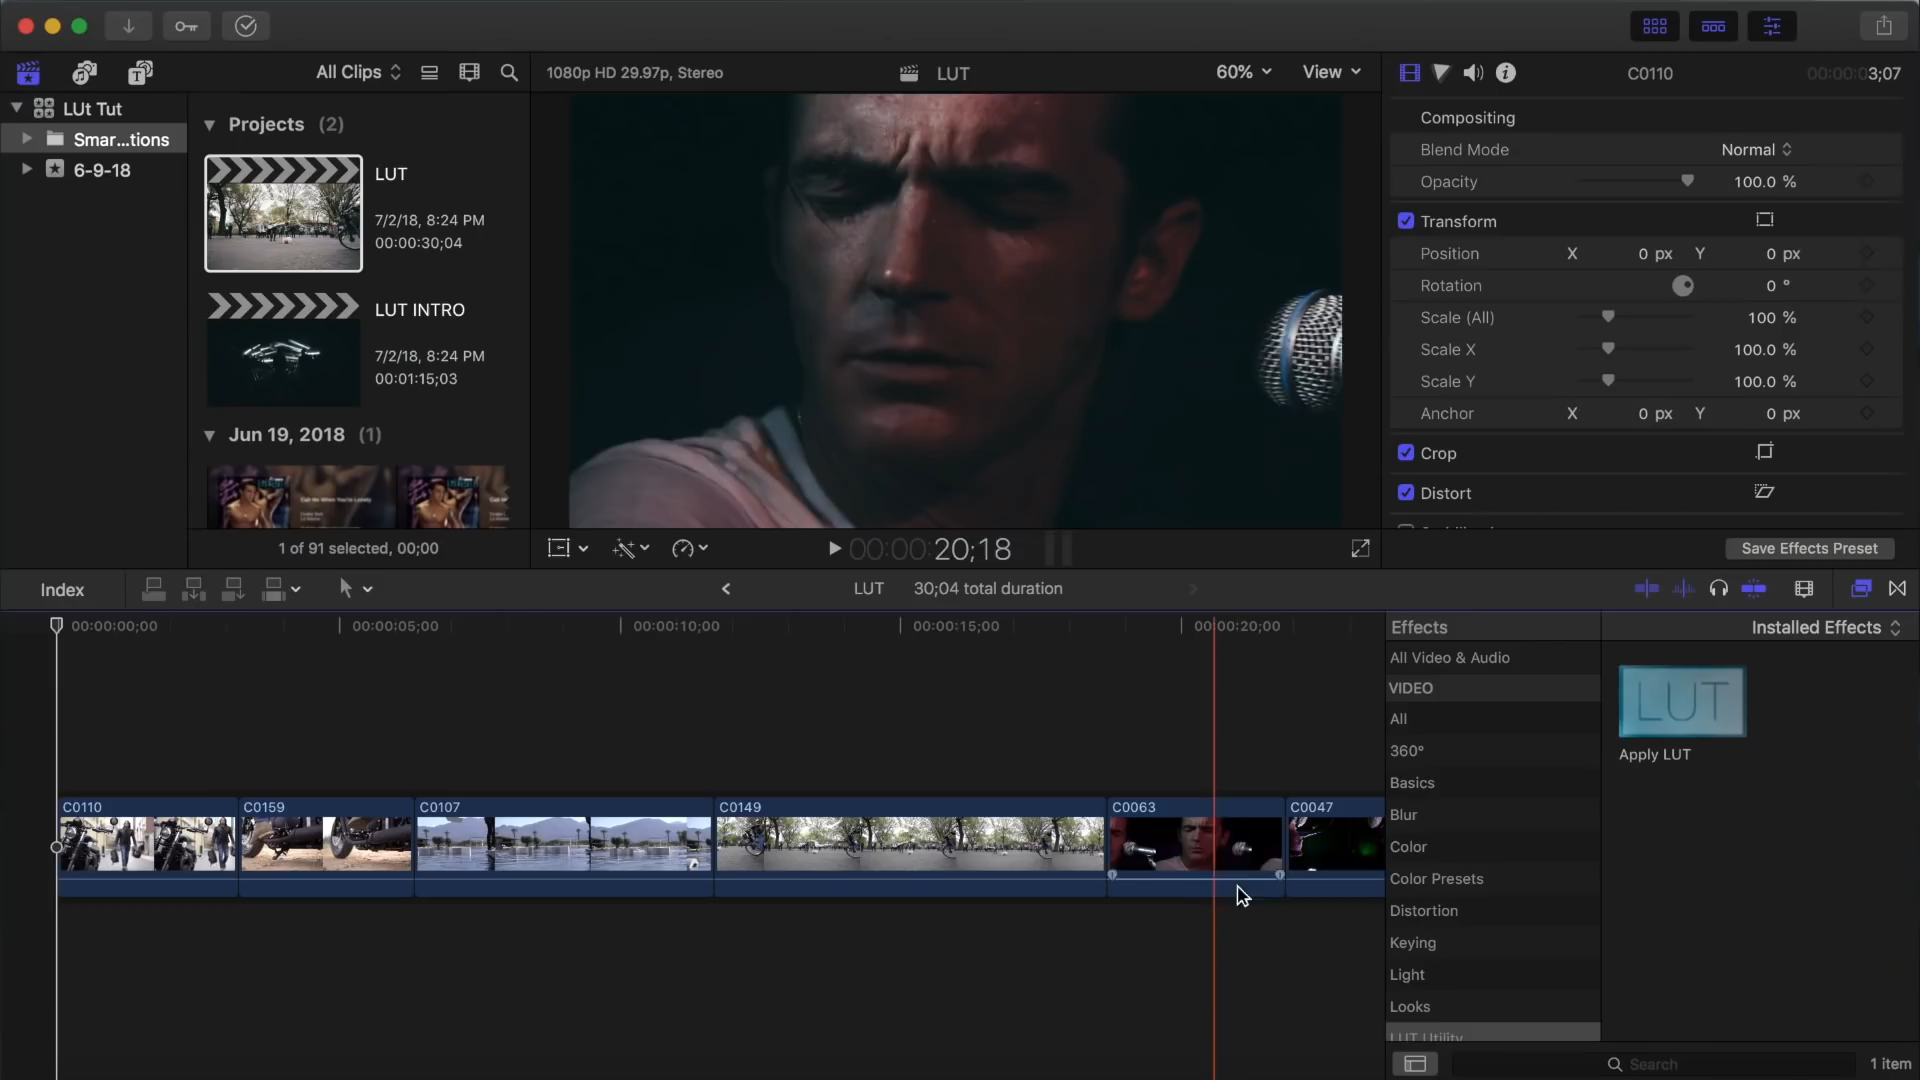 All Clips
1080p HD 29.97p, Stereo
LUT
60%
View
C0110
00:00:03;07
LUt Tut
Smar...tions
6-9-18
Projects (2)
LUT
7/2/18, 8:24 PM
00:00:30;04
LUT INTRO
7/2/18, 8:24 PM
00:01:15;03
Jun 19, 2018 (1)
1 of 91 selected, 00;00
00:00:20;18
Compositing
Blend Mode Normal
Opacity 100.0 %
Transform
Position X 0 px Y 0 px
Rotation 0 °
Scale (All) 100 %
Scale X 100.0 %
Scale Y 100.0 %
Anchor X 0 px Y 0 px
Crop
Distort
Save Effects Preset
Index
LUT 30;04 total duration
00:00:00;00 00:00:05;00 00:00:10;00 00:00:15;00 00:00:20;00
C0110 C0159 C0107 C0149 C0063 C0047
Effects
Installed Effects
All Video & Audio
VIDEO
All
360°
Basics
Blur
Color
Color Presets
Distortion
Keying
Light
Looks
LUT Utility
LUT
Apply LUT
Search
1 item